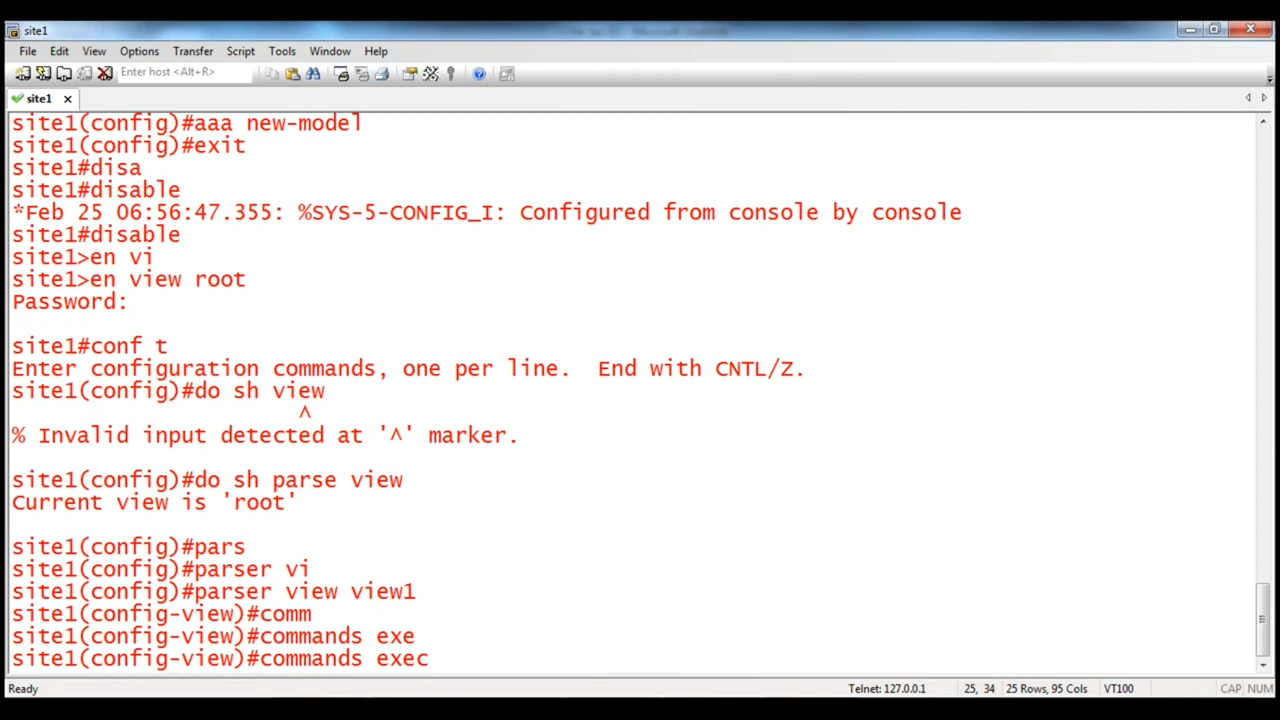 site1
File Edit View Options Transfer Script Tools Window Help
Enter host <Alt+R>
site1
site1(config)#aaa new-model
site1(config)#exit
site1#disa
site1#disable
*Feb 25 06:56:47.355: %SYS-5-CONFIG_I: Configured from console by console
site1#disable
site1>en vi
site1>en view root
Password:
site1#conf t
Enter configuration commands, one per line.  End with CNTL/Z.
site1(config)#do sh view
^
% Invalid input detected at '^' marker.
site1(config)#do sh parse view
Current view is 'root'
site1(config)#pars
site1(config)#parser vi
site1(config)#parser view view1
site1(config-view)#comm
site1(config-view)#commands exe
site1(config-view)#commands exec
Ready Telnet: 127.0.0.1 25, 34 25 Rows, 95 Cols VT100 CAP NUM